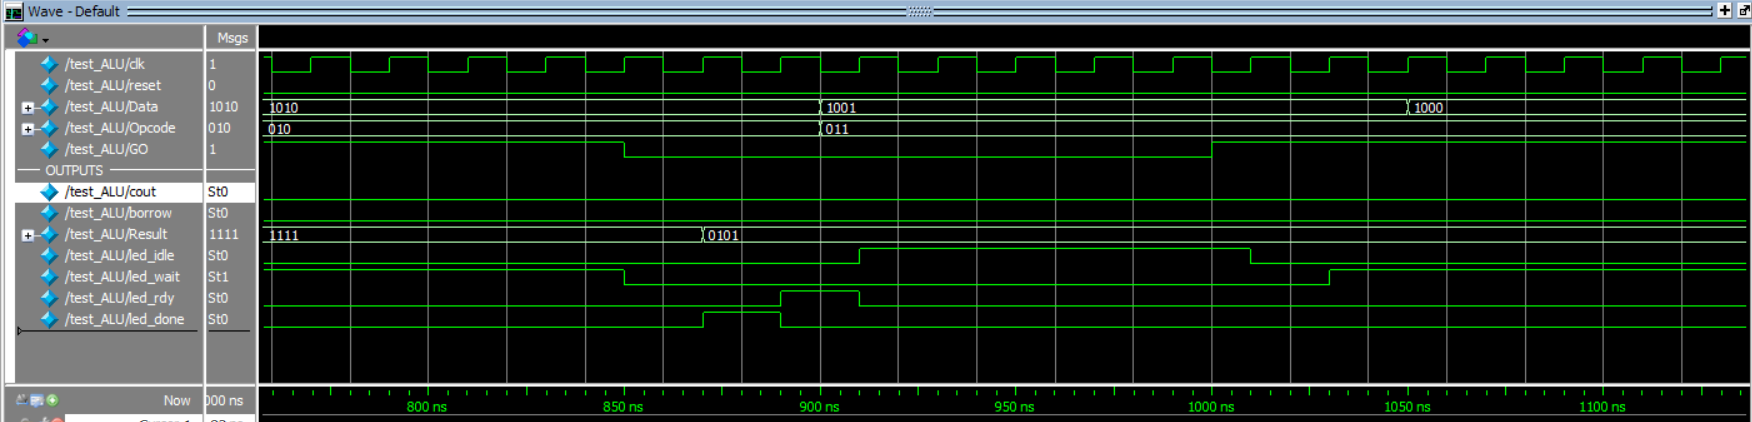 Wave - Default
Msgs
/test_ALU/clk 1
/test_ALU/reset 0
/test_ALU/Data 1010 1010 1001 1000
/test_ALU/Opcode 010 010 011
/test_ALU/GO 1
OUTPUTS
/test_ALU/cout St0
/test_ALU/borrow St0
/test_ALU/Result 1111 1111 0101
/test_ALU/led_idle St0
/test_ALU/led_wait St1
/test_ALU/led_rdy St0
/test_ALU/led_done St0
Now 000 ns 800 ns 850 ns 900 ns 950 ns 1000 ns 1050 ns 1100 ns